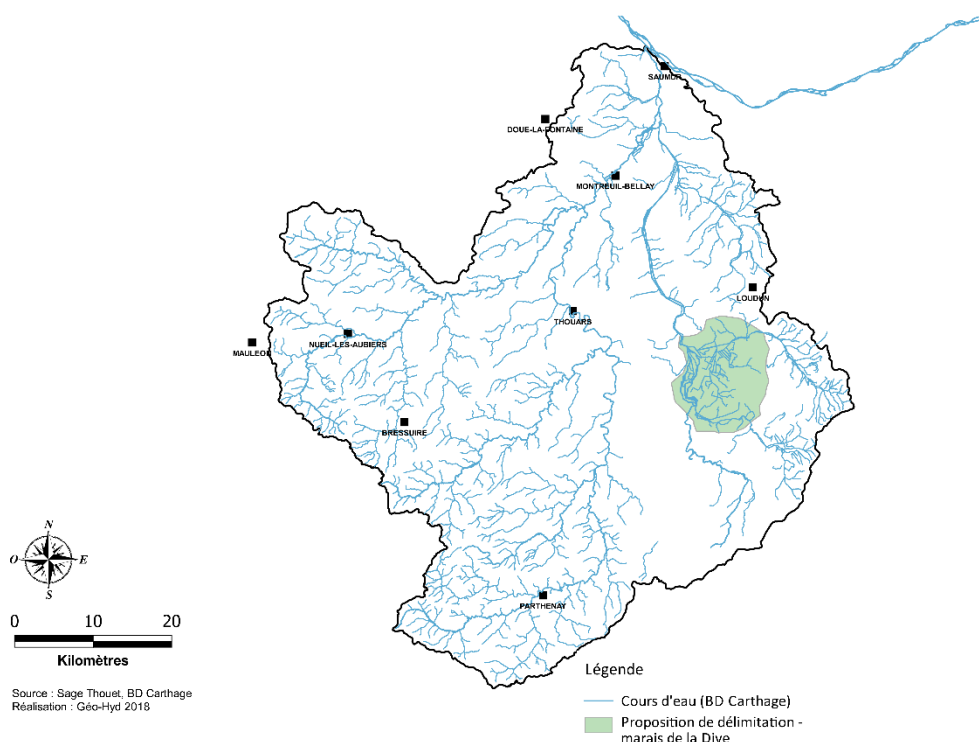 SAUMUR
DOUE-LA-FONTAINE
MONTREUIL-BELLAY
LOUDUN
THOUARS
NUEIL-LES-AUBIERS
MAULEON
BRESSUIRE
PARTHENAY
N
O
E
S
0 10 20
Kilomètres
Source : Sage Thouet, BD Carthage
Réalisation : Géo-Hyd 2018
Légende
Cours d'eau (BD Carthage)
Proposition de délimitation -
marais de la Dive